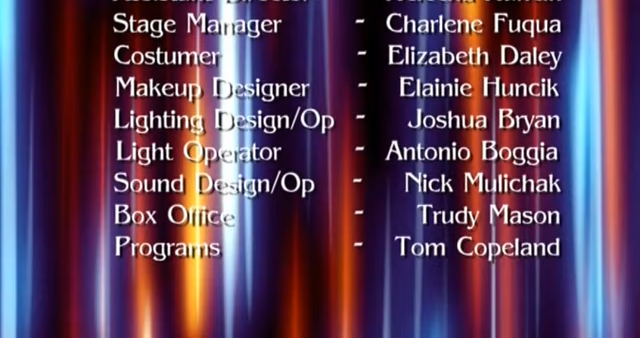 Stage Manager - Charlene Fuqua
Costumer - Elizabeth Daley
Makeup Designer - Elainie Huncik
Lighting Design/Op - Joshua Bryan
Light Operator - Antonio Boggia
Sound Design/Op - Nick Mulichak
Box Office - Trudy Mason
Programs - Tom Copeland